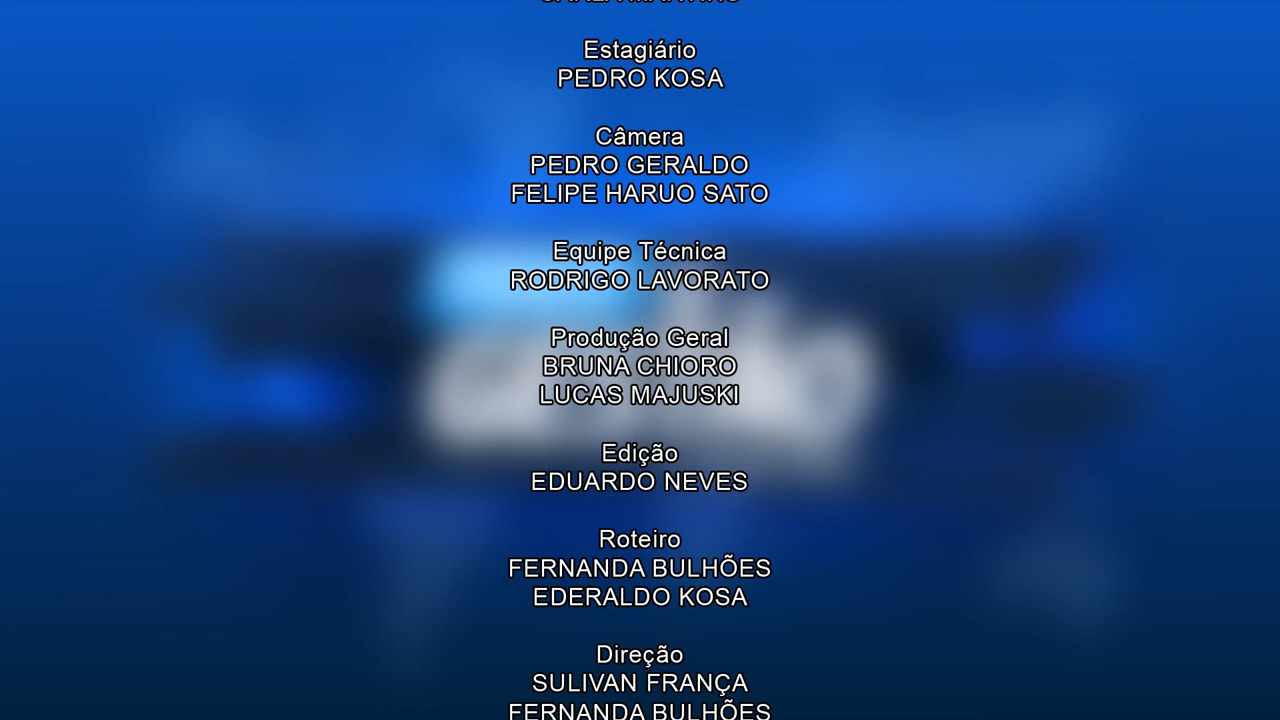 Estagiário
PEDRO KOSA
Câmera
PEDRO GERALDO
FELIPE HARUO SATO
Equipe Técnica
RODRIGO LAVORATO
Produção Geral
BRUNA CHIORO
LUCAS MAJUSKI
Edição
EDUARDO NEVES
Roteiro
FERNANDA BULHÕES
EDERALDO KOSA
Direção
SULIVAN FRANÇA
FERNANDA BULHÕES